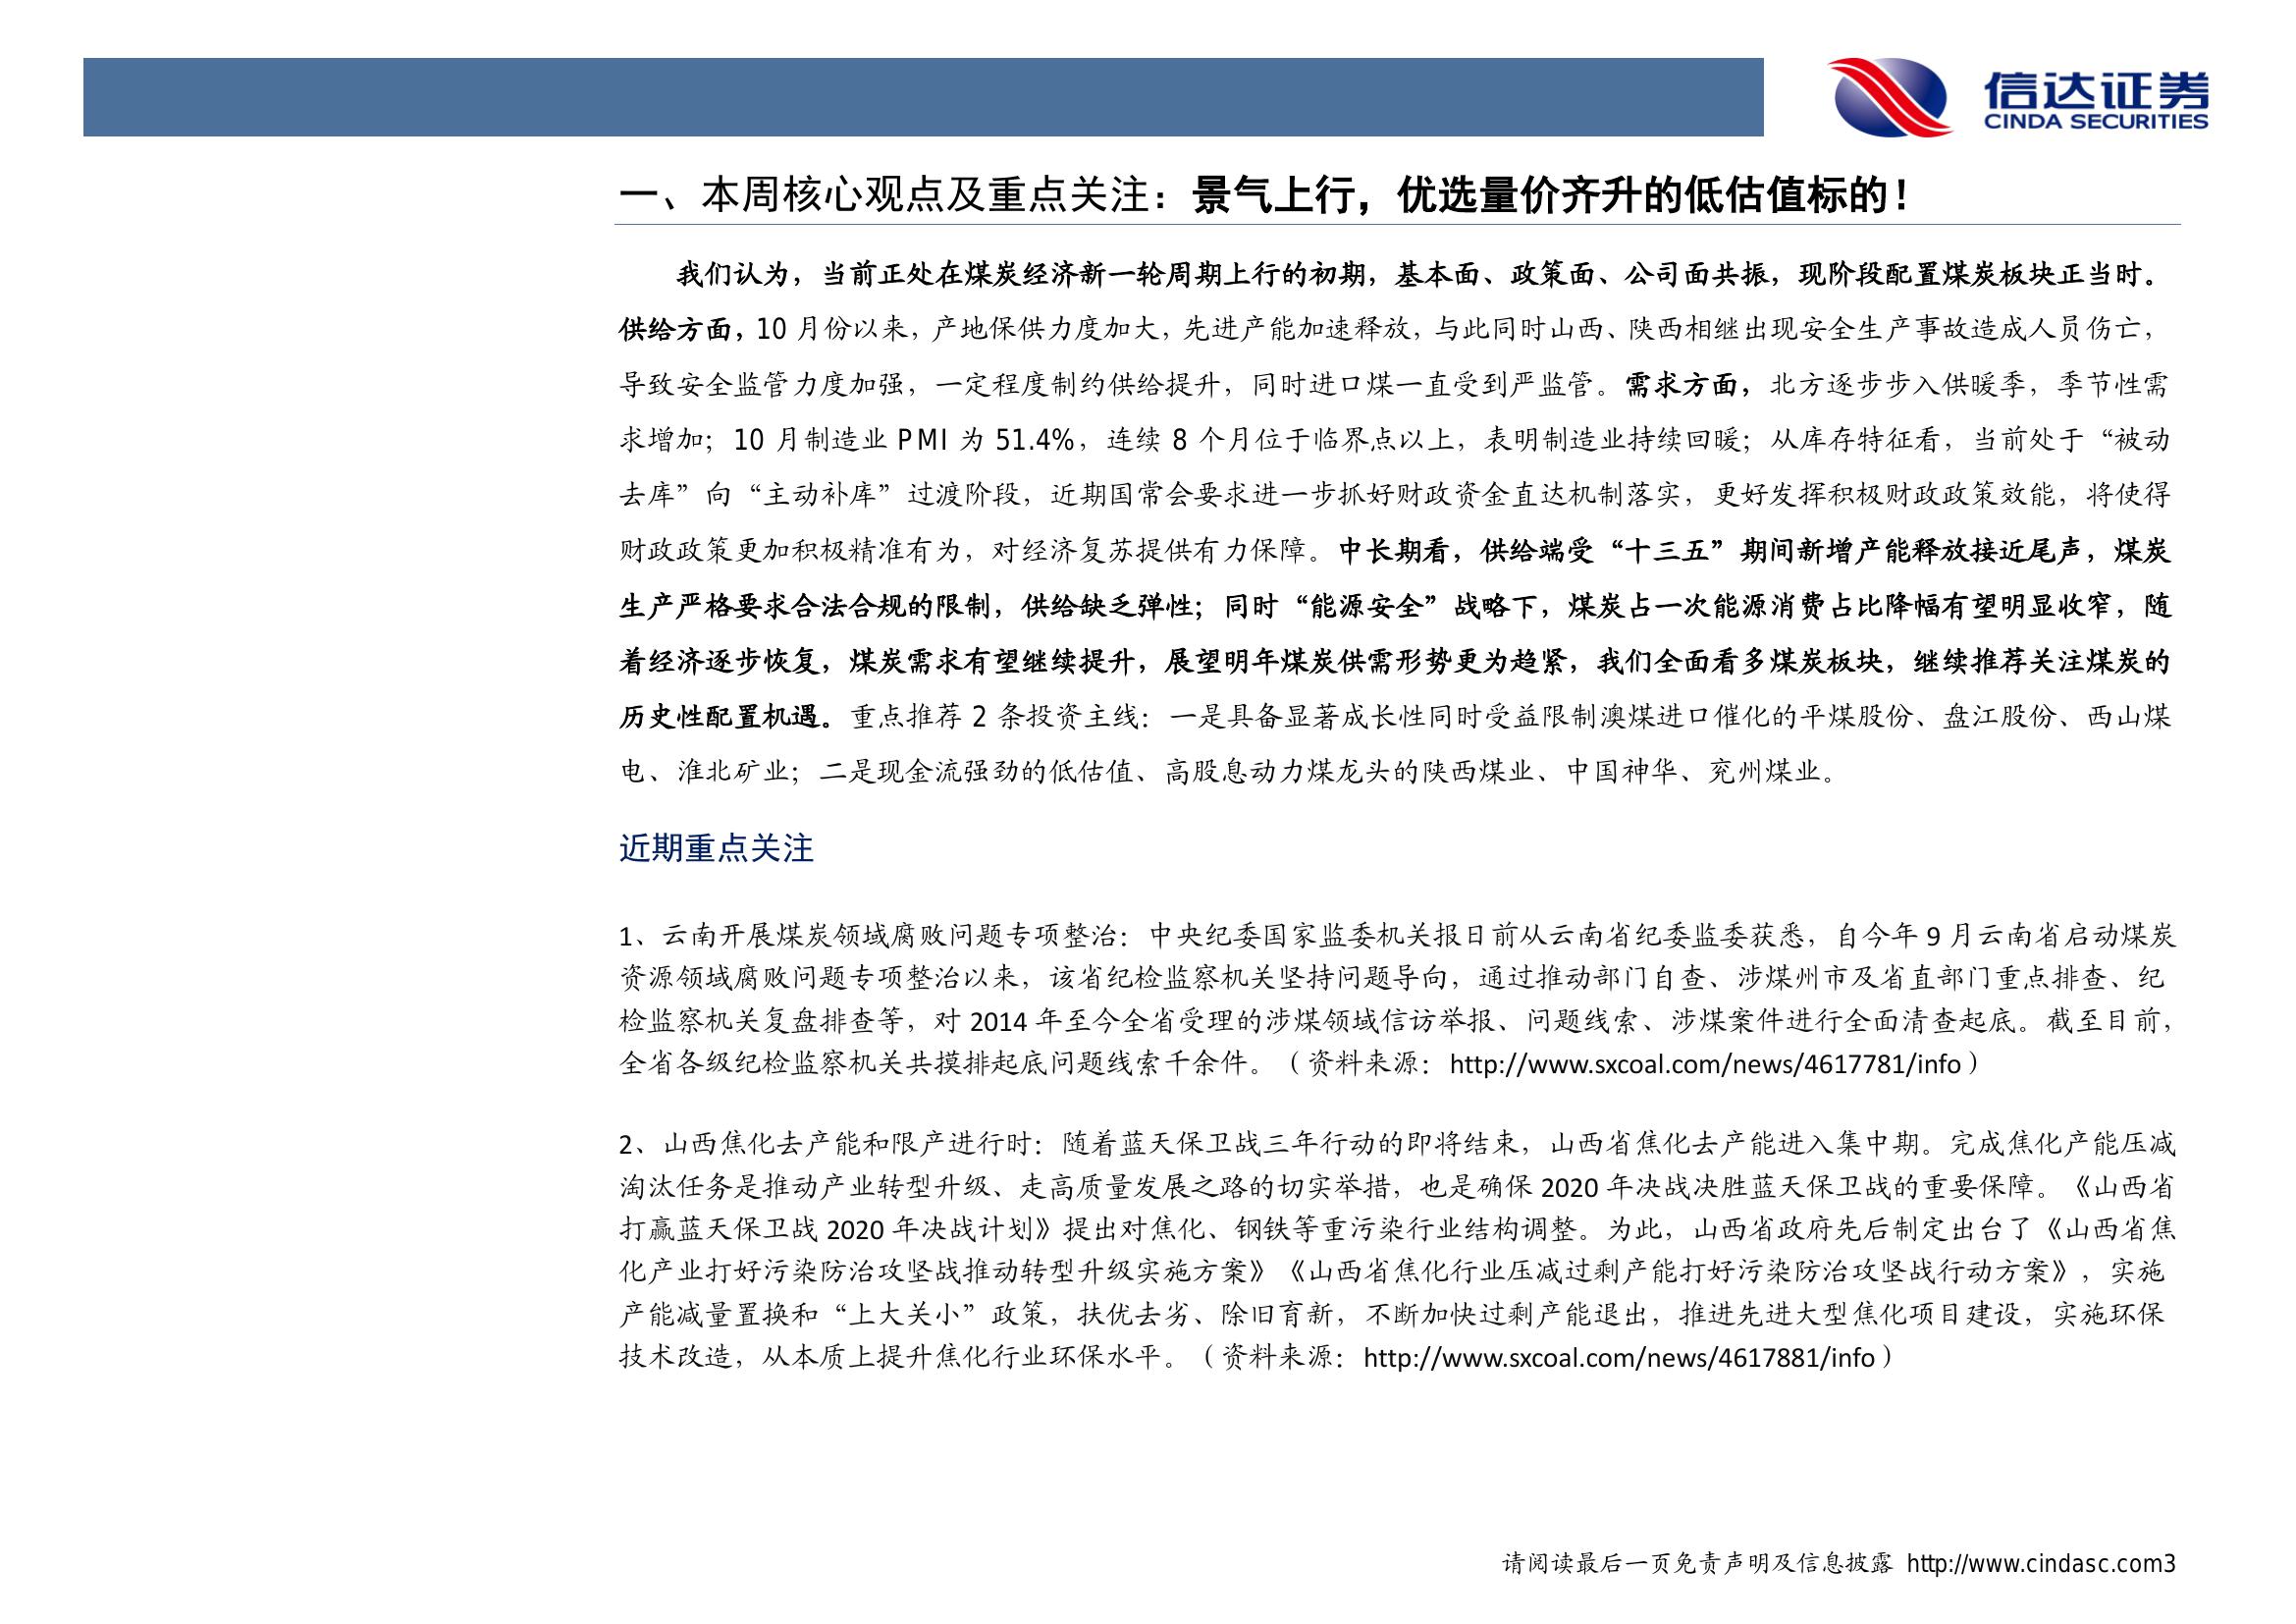 信达证券
CINDA SECURITIES
一、本周核心观点及重点关注：景气上行，优选量价齐升的低估值标的！
我们认为，当前正处在煤炭经济新一轮周期上行的初期，基本面、政策面、公司面共振，现阶段配置煤炭板块正当时。
供给方面，10 月份以来，产地保供力度加大，先进产能加速释放，与此同时山西、陕西相继出现安全生产事故造成人员伤亡，
导致安全监管力度加强，一定程度制约供给提升，同时进口煤一直受到严监管。需求方面，北方逐步步入供暖季，季节性需
求增加；10 月制造业 PMI 为 51.4%，连续 8 个月位于临界点以上，表明制造业持续回暖；从库存特征看，当前处于“被动
去库”向“主动补库”过渡阶段，近期国常会要求进一步抓好财政资金直达机制落实，更好发挥积极财政政策效能，将使得
财政政策更加积极精准有为，对经济复苏提供有力保障。中长期看，供给端受“十三五”期间新增产能释放接近尾声，煤炭
生产严格要求合法合规的限制，供给缺乏弹性；同时“能源安全”战略下，煤炭占一次能源消费占比降幅有望明显收窄，随
着经济逐步恢复，煤炭需求有望继续提升，展望明年煤炭供需形势更为趋紧，我们全面看多煤炭板块，继续推荐关注煤炭的
历史性配置机遇。重点推荐 2 条投资主线：一是具备显著成长性同时受益限制澳煤进口催化的平煤股份、盘江股份、西山煤
电、淮北矿业；二是现金流强劲的低估值、高股息动力煤龙头的陕西煤业、中国神华、兖州煤业。
近期重点关注
1、云南开展煤炭领域腐败问题专项整治：中央纪委国家监委机关报日前从云南省纪委监委获悉，自今年 9 月云南省启动煤炭
资源领域腐败问题专项整治以来，该省纪检监察机关坚持问题导向，通过推动部门自查、涉煤州市及省直部门重点排查、纪
检监察机关复盘排查等，对 2014 年至今全省受理的涉煤领域信访举报、问题线索、涉煤案件进行全面清查起底。截至目前，
全省各级纪检监察机关共摸排起底问题线索千余件。（资料来源：http://www.sxcoal.com/news/4617781/info）
2、山西焦化去产能和限产进行时：随着蓝天保卫战三年行动的即将结束，山西省焦化去产能进入集中期。完成焦化产能压减
淘汰任务是推动产业转型升级、走高质量发展之路的切实举措，也是确保 2020 年决战决胜蓝天保卫战的重要保障。《山西省
打赢蓝天保卫战 2020 年决战计划》提出对焦化、钢铁等重污染行业结构调整。为此，山西省政府先后制定出台了《山西省焦
化产业打好污染防治攻坚战推动转型升级实施方案》《山西省焦化行业压减过剩产能打好污染防治攻坚战行动方案》，实施
产能减量置换和“上大关小”政策，扶优去劣、除旧育新，不断加快过剩产能退出，推进先进大型焦化项目建设，实施环保
技术改造，从本质上提升焦化行业环保水平。（资料来源：http://www.sxcoal.com/news/4617881/info）
请阅读最后一页免责声明及信息披露 http://www.cindasc.com3